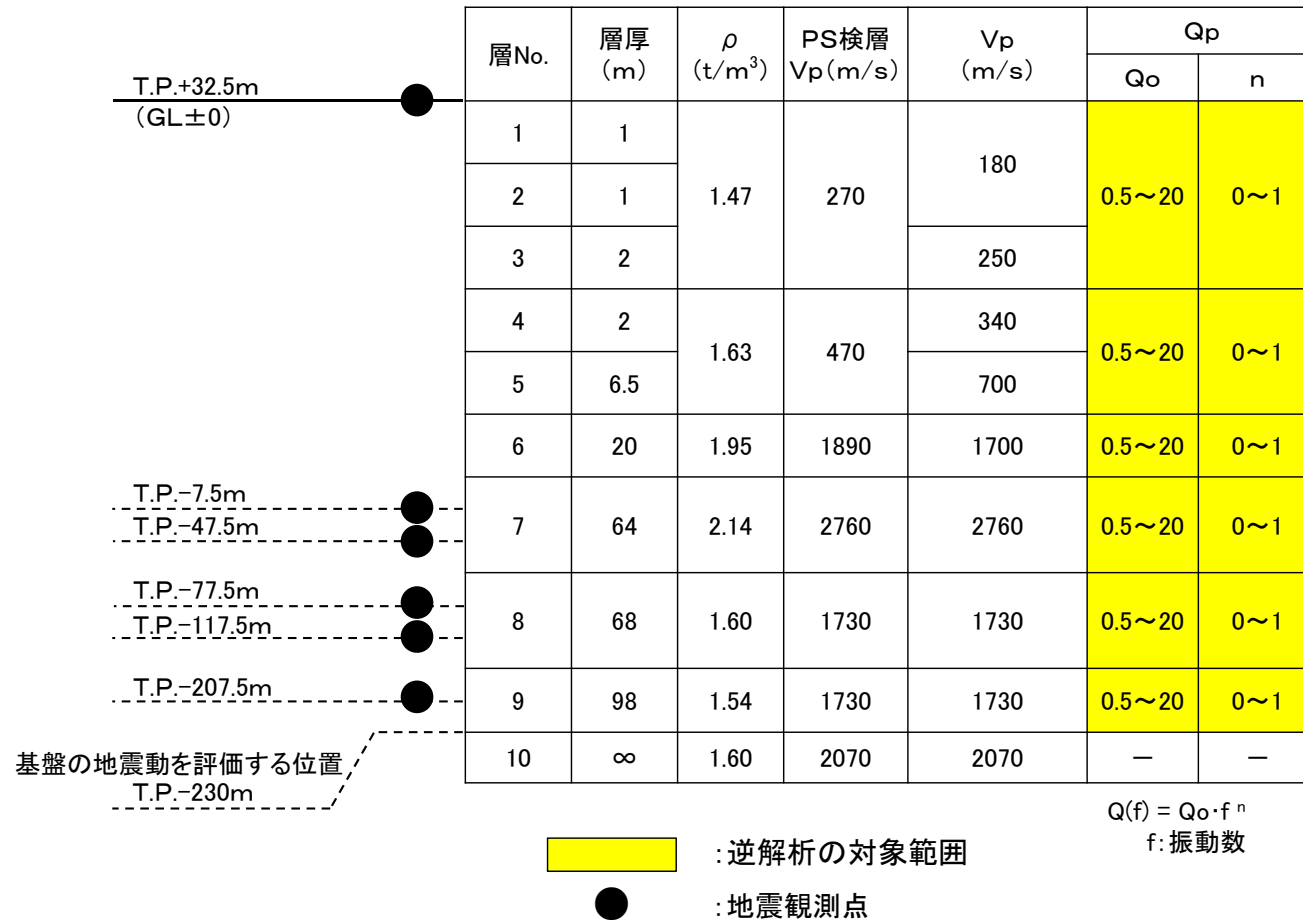 層No. 層厚(m) ρ(t/m³) PS検層Vp(m/s) Vp(m/s) Qp
Qo n
T.P.+32.5m
(GL±0)
1 1 1.47 270 180 0.5～20 0～1
2 1
3 2 250
4 2 1.63 470 340 0.5～20 0～1
5 6.5 700
6 20 1.95 1890 1700 0.5～20 0～1
T.P.-7.5m
T.P.-47.5m
7 64 2.14 2760 2760 0.5～20 0～1
T.P.-77.5m
T.P.-117.5m
8 68 1.60 1730 1730 0.5～20 0～1
T.P.-207.5m
9 98 1.54 1730 1730 0.5～20 0～1
基盤の地震動を評価する位置
T.P.-230m
10 ∞ 1.60 2070 2070 － －
Q(f) = Qo･f ⁿ
f:振動数
:逆解析の対象範囲
:地震観測点